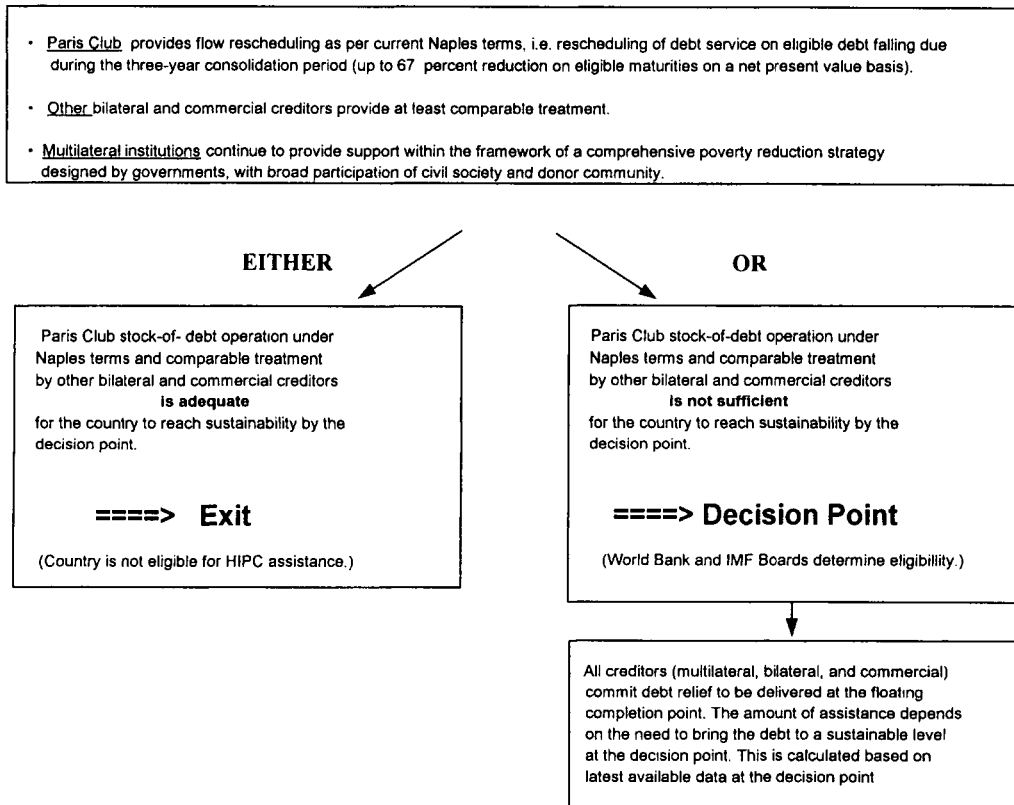 • Paris Club provides flow rescheduling as per current Naples terms, i.e. rescheduling of debt service on eligible debt falling due
during the three-year consolidation period (up to 67 percent reduction on eligible maturities on a net present value basis).
• Other bilateral and commercial creditors provide at least comparable treatment.
• Multilateral institutions continue to provide support within the framework of a comprehensive poverty reduction strategy
designed by governments, with broad participation of civil society and donor community.
EITHER
OR
Paris Club stock-of- debt operation under
Naples terms and comparable treatment
by other bilateral and commercial creditors
is adequate
for the country to reach sustainability by the
decision point.
====> Exit
(Country is not eligible for HIPC assistance.)
Paris Club stock-of-debt operation under
Naples terms and comparable treatment
by other bilateral and commercial creditors
is not sufficient
for the country to reach sustainability by the
decision point.
====> Decision Point
(World Bank and IMF Boards determine eligibillity.)
All creditors (multilateral, bilateral, and commercial)
commit debt relief to be delivered at the floating
completion point. The amount of assistance depends
on the need to bring the debt to a sustainable level
at the decision point. This is calculated based on
latest available data at the decision point